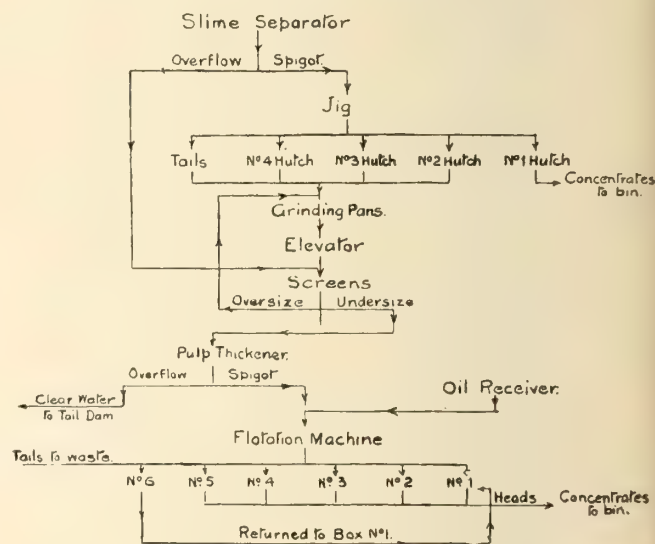 Slime Separator
Overflow Spigot.
Jig
Tails Nº4 Hutch Nº3 Hutch Nº2 Hutch Nº1 Hutch
Concentrates
to bin.
Grinding Pans.
Elevator
Screens
Oversize Undersize
Pulp Thickener.
Overflow Spigot
Clear Water
to Tail Dam
Oil Receiver.
Flotation Machine
Tails to waste.
Nº6 Nº5 Nº4 Nº3 Nº2 Nº1
Heads
Concentrates
to bin.
Returned to Box Nº1.